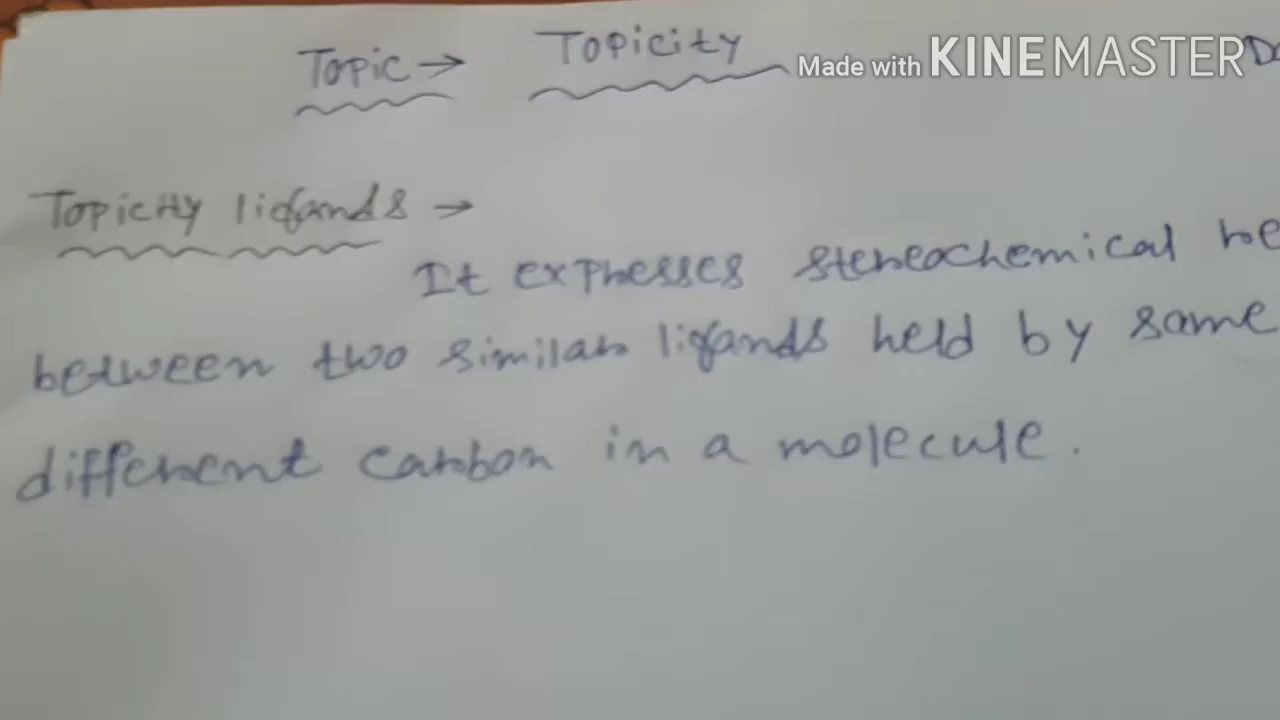 Topic → Topicity
Made with KINEMASTER
Topicity ligands →
It expresses stereochemical re
between two similar ligands held by same
different carbon in a molecule.